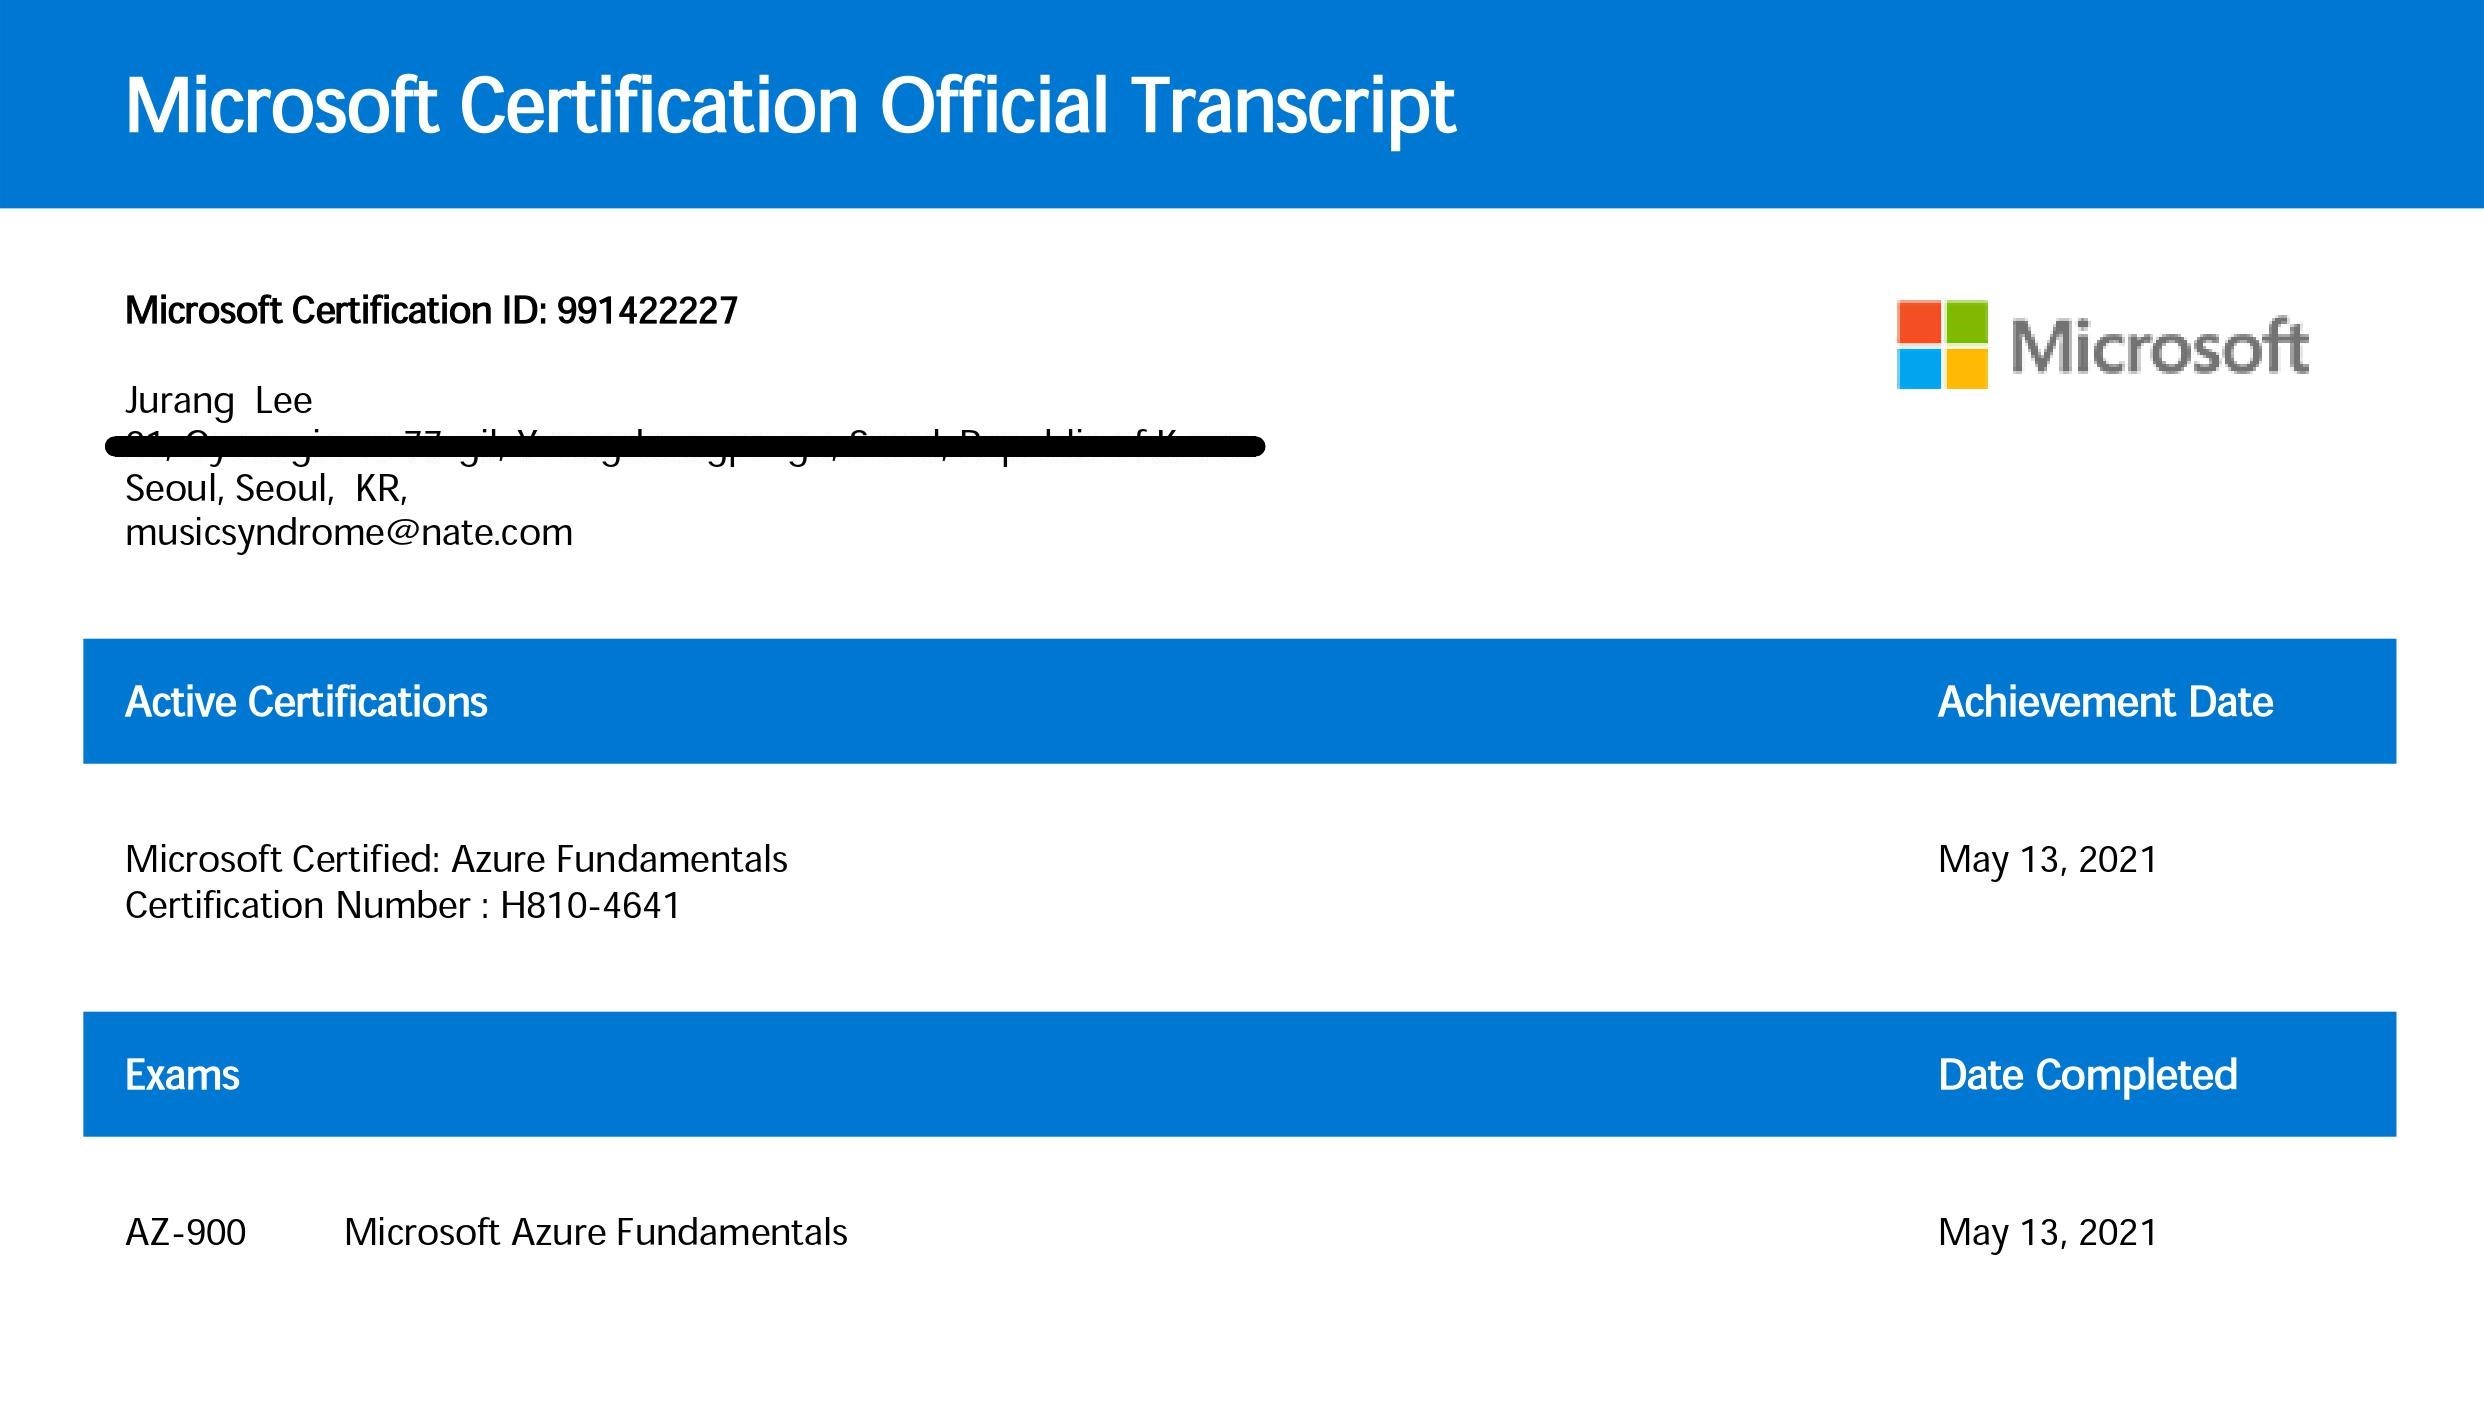 Microsoft Certification Official Transcript
Microsoft Certification ID: 991422227
Microsoft
Jurang Lee
Seoul, Seoul, KR,
musicsyndrome@nate.com
Active Certifications Achievement Date
Microsoft Certified: Azure Fundamentals May 13, 2021
Certification Number : H810-4641
Exams Date Completed
AZ-900 Microsoft Azure Fundamentals May 13, 2021